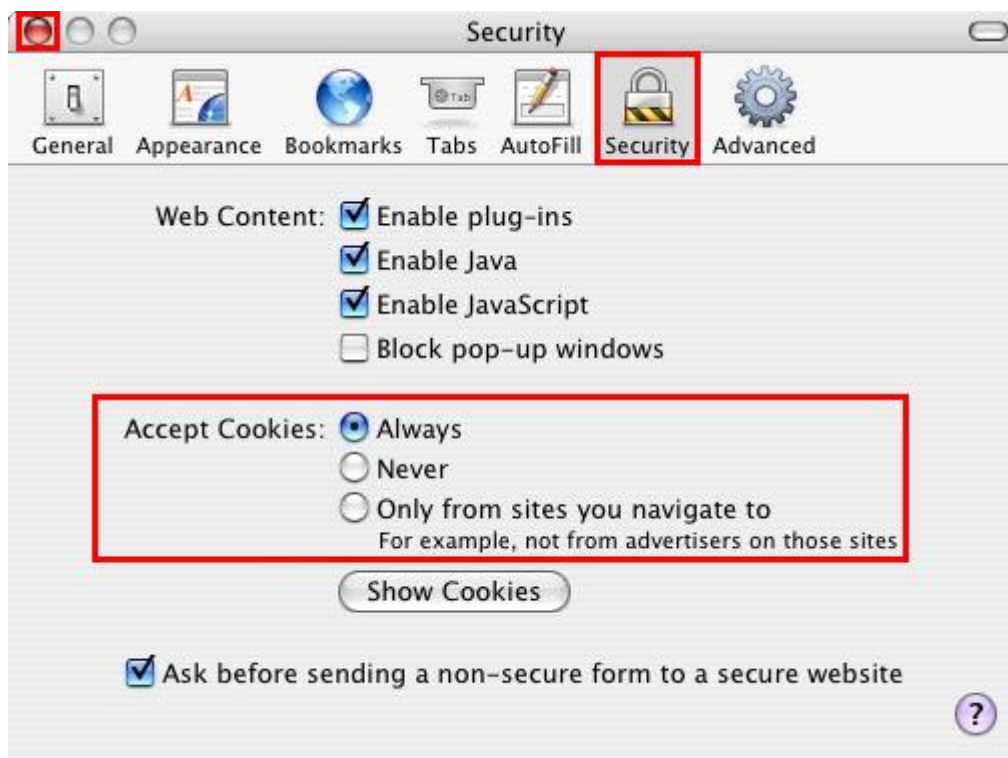 Security
General Appearance Bookmarks Tab Tabs AutoFill Security Advanced
Web Content: Enable plug-ins
Enable Java
Enable JavaScript
Block pop-up windows
Accept Cookies: Always
Never
Only from sites you navigate to
For example, not from advertisers on those sites
Show Cookies
Ask before sending a non-secure form to a secure website
?